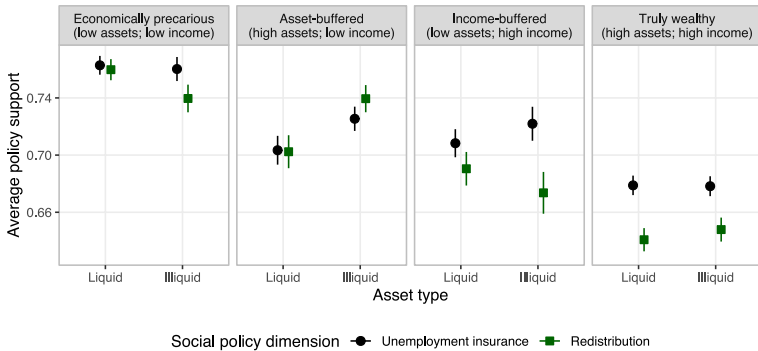 Economically precarious
(low assets; low income)
Asset-buffered
(high assets; low income)
Income-buffered
(low assets; high income)
Truly wealthy
(high assets; high income)
Average policy support
0.74
0.70
0.66
Liquid
Illiquid
Liquid
Illiquid
Liquid
Illiquid
Liquid
Illiquid
Asset type
Social policy dimension
Unemployment insurance
Redistribution